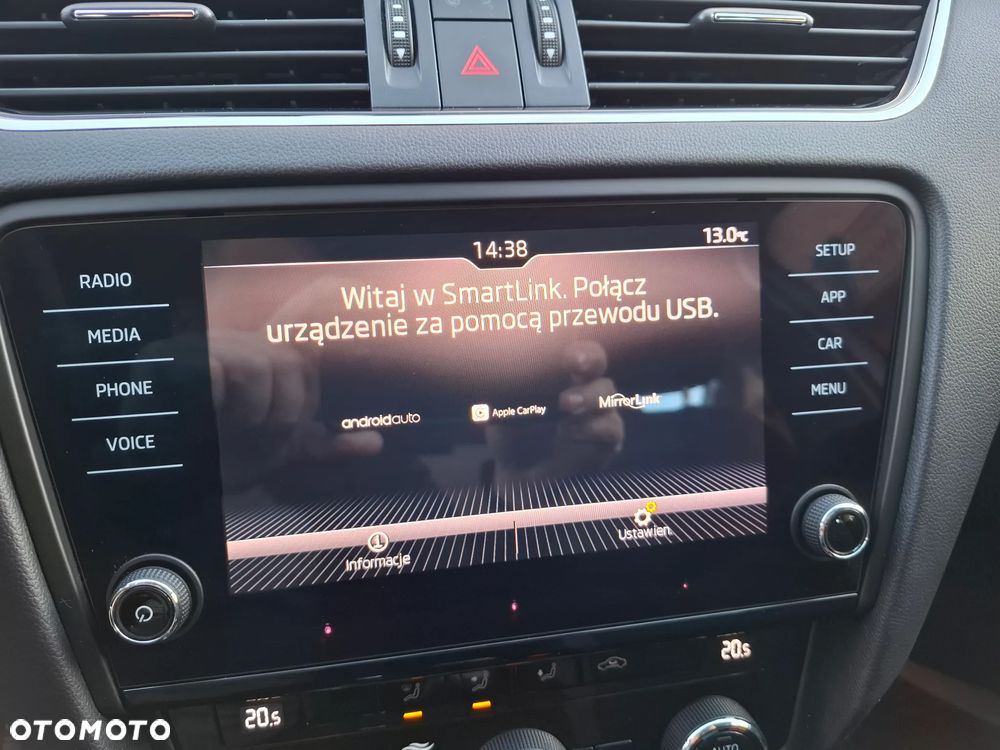 14:38
13.0°C
RADIO
MEDIA
PHONE
VOICE
SETUP
APP
CAR
MENU
Witaj w SmartLink. Połącz
urządzenie za pomocą przewodu USB.
androidauto
Apple CarPlay
MirrorLink
Informacje
Ustawien.
20.5
20.5
AUTO
OTOMOTO